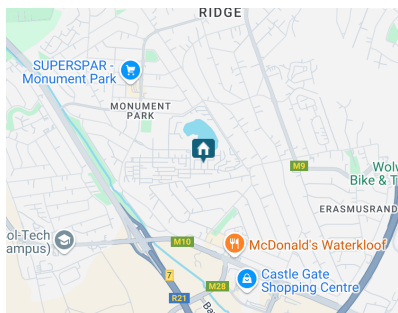 RIDGE
SUPERSPAR -
Monument Park
MONUMENT
PARK
M9
Wolv
Bike & T
ERASMUSRAND
ol-Tech
ampus)
M10
McDonald's Waterkloof
7
M28
Castle Gate
Shopping Centre
R21
Ba